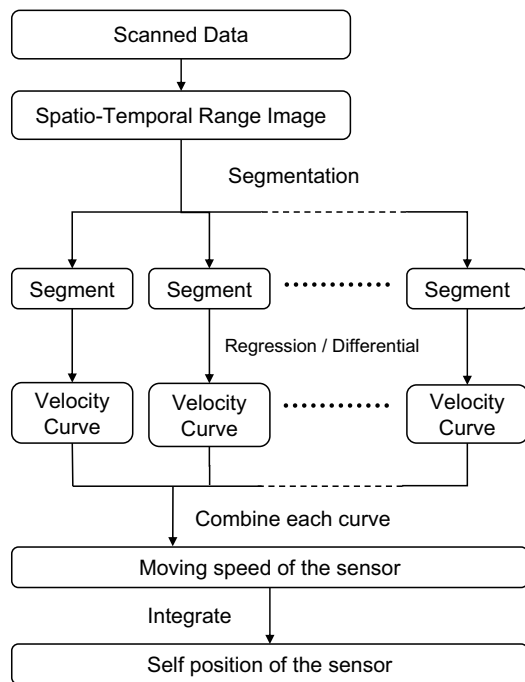 Scanned Data
Spatio-Temporal Range Image
Segmentation
Segment
Segment
Segment
Regression / Differential
Velocity
Curve
Velocity
Curve
Velocity
Curve
Combine each curve
Moving speed of the sensor
Integrate
Self position of the sensor